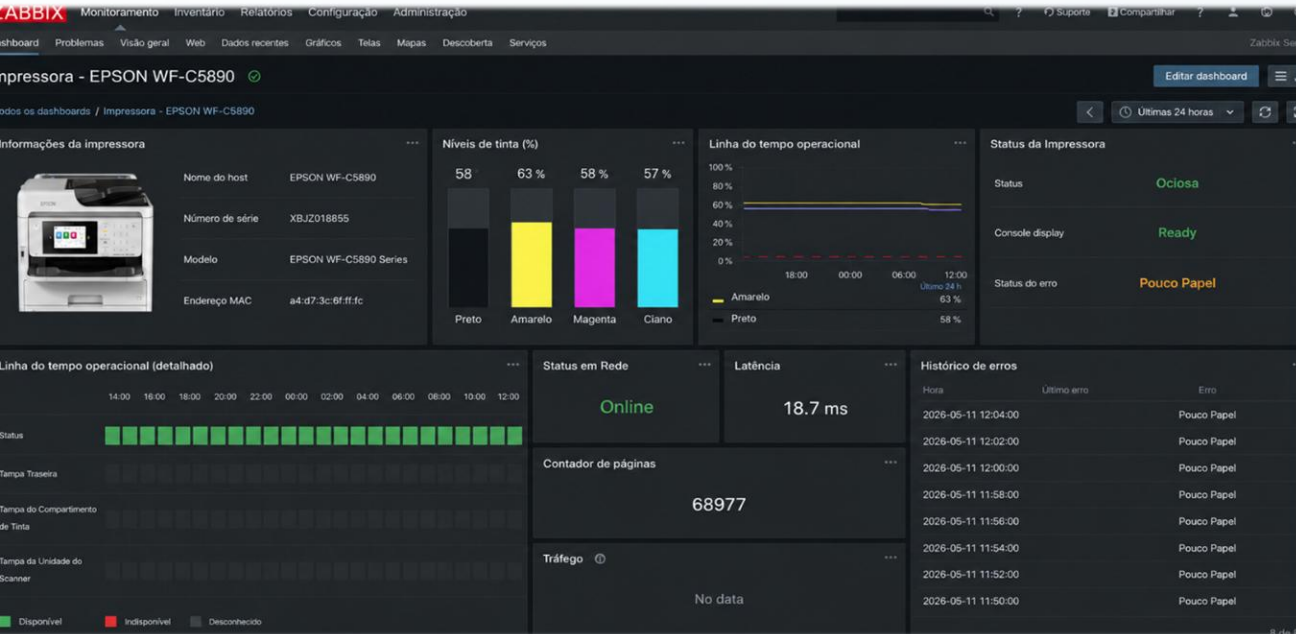 ZABBIX Monitoramento Inventário Relatórios Configuração Administração ? Suporte Compartilhar ?
shboard Problemas Visão geral Web Dados recentes Gráficos Telas Mapas Descoberta Serviços Zabbix Se
mpressora - EPSON WF-C5890 Editar dashboard
odos os dashboards / Impressora - EPSON WF-C5890 Últimas 24 horas
Informações da impressora
EPSON
Nome do host EPSON WF-C5890
Número de série XBJZ018855
Modelo EPSON WF-C5890 Series
Endereço MAC a4:d7:3c:6f:ff:fc
Níveis de tinta (%)
58 63 % 58 % 57 %
Preto Amarelo Magenta Ciano
Linha do tempo operacional
100 %
80 %
60 %
40 %
20 %
0 %
18:00 00:00 06:00 12:00
Último 24 h
Amarelo 63 %
Preto 58 %
Status da Impressora
Status Ociosa
Console display Ready
Status do erro Pouco Papel
Linha do tempo operacional (detalhado)
14:00 16:00 18:00 20:00 22:00 00:00 02:00 04:00 06:00 08:00 10:00 12:00
Status
Tampa Traseira
Tampa do Compartimento
de Tinta
Tampa da Unidade do
Scanner
Disponível Indisponível Desconhecido
Status em Rede
Online
Latência
18.7 ms
Contador de páginas
68977
Tráfego
No data
Histórico de erros
Hora Último erro Erro
2026-05-11 12:04:00 Pouco Papel
2026-05-11 12:02:00 Pouco Papel
2026-05-11 12:00:00 Pouco Papel
2026-05-11 11:58:00 Pouco Papel
2026-05-11 11:56:00 Pouco Papel
2026-05-11 11:54:00 Pouco Papel
2026-05-11 11:52:00 Pouco Papel
2026-05-11 11:50:00 Pouco Papel